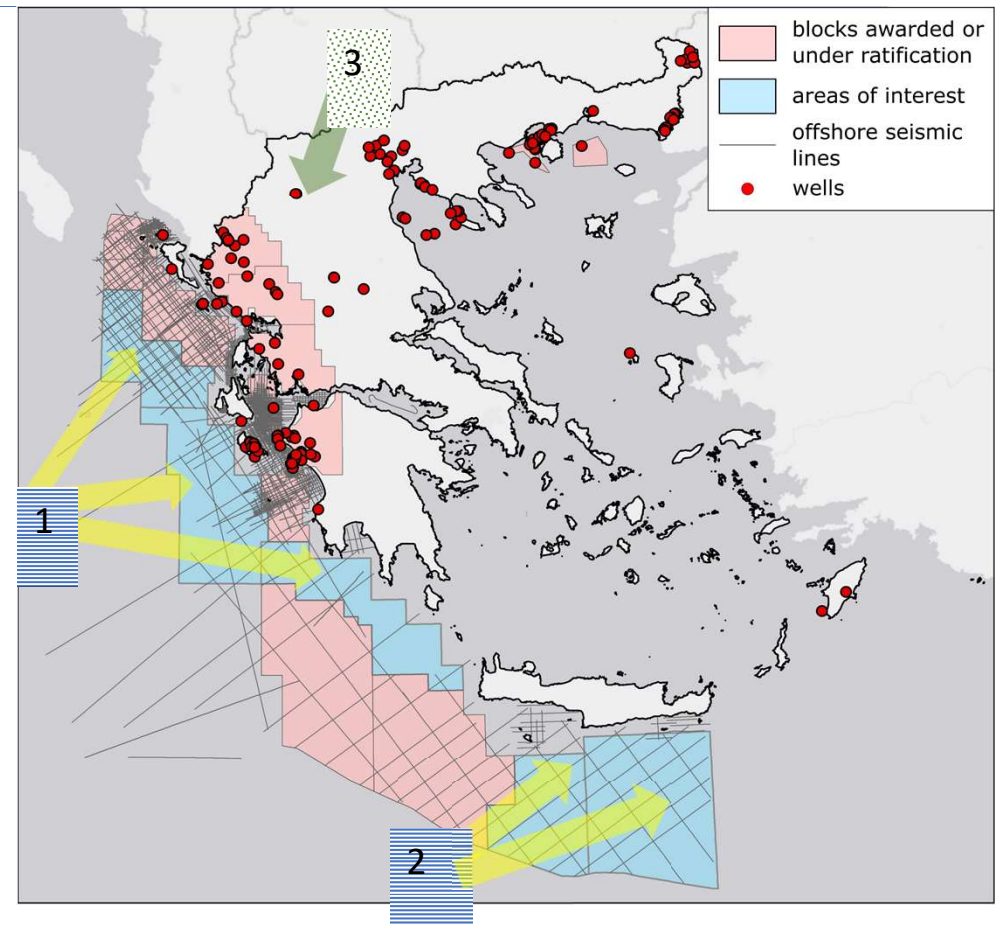 3
blocks awarded or
under ratification
areas of interest
offshore seismic
lines
wells
1
2